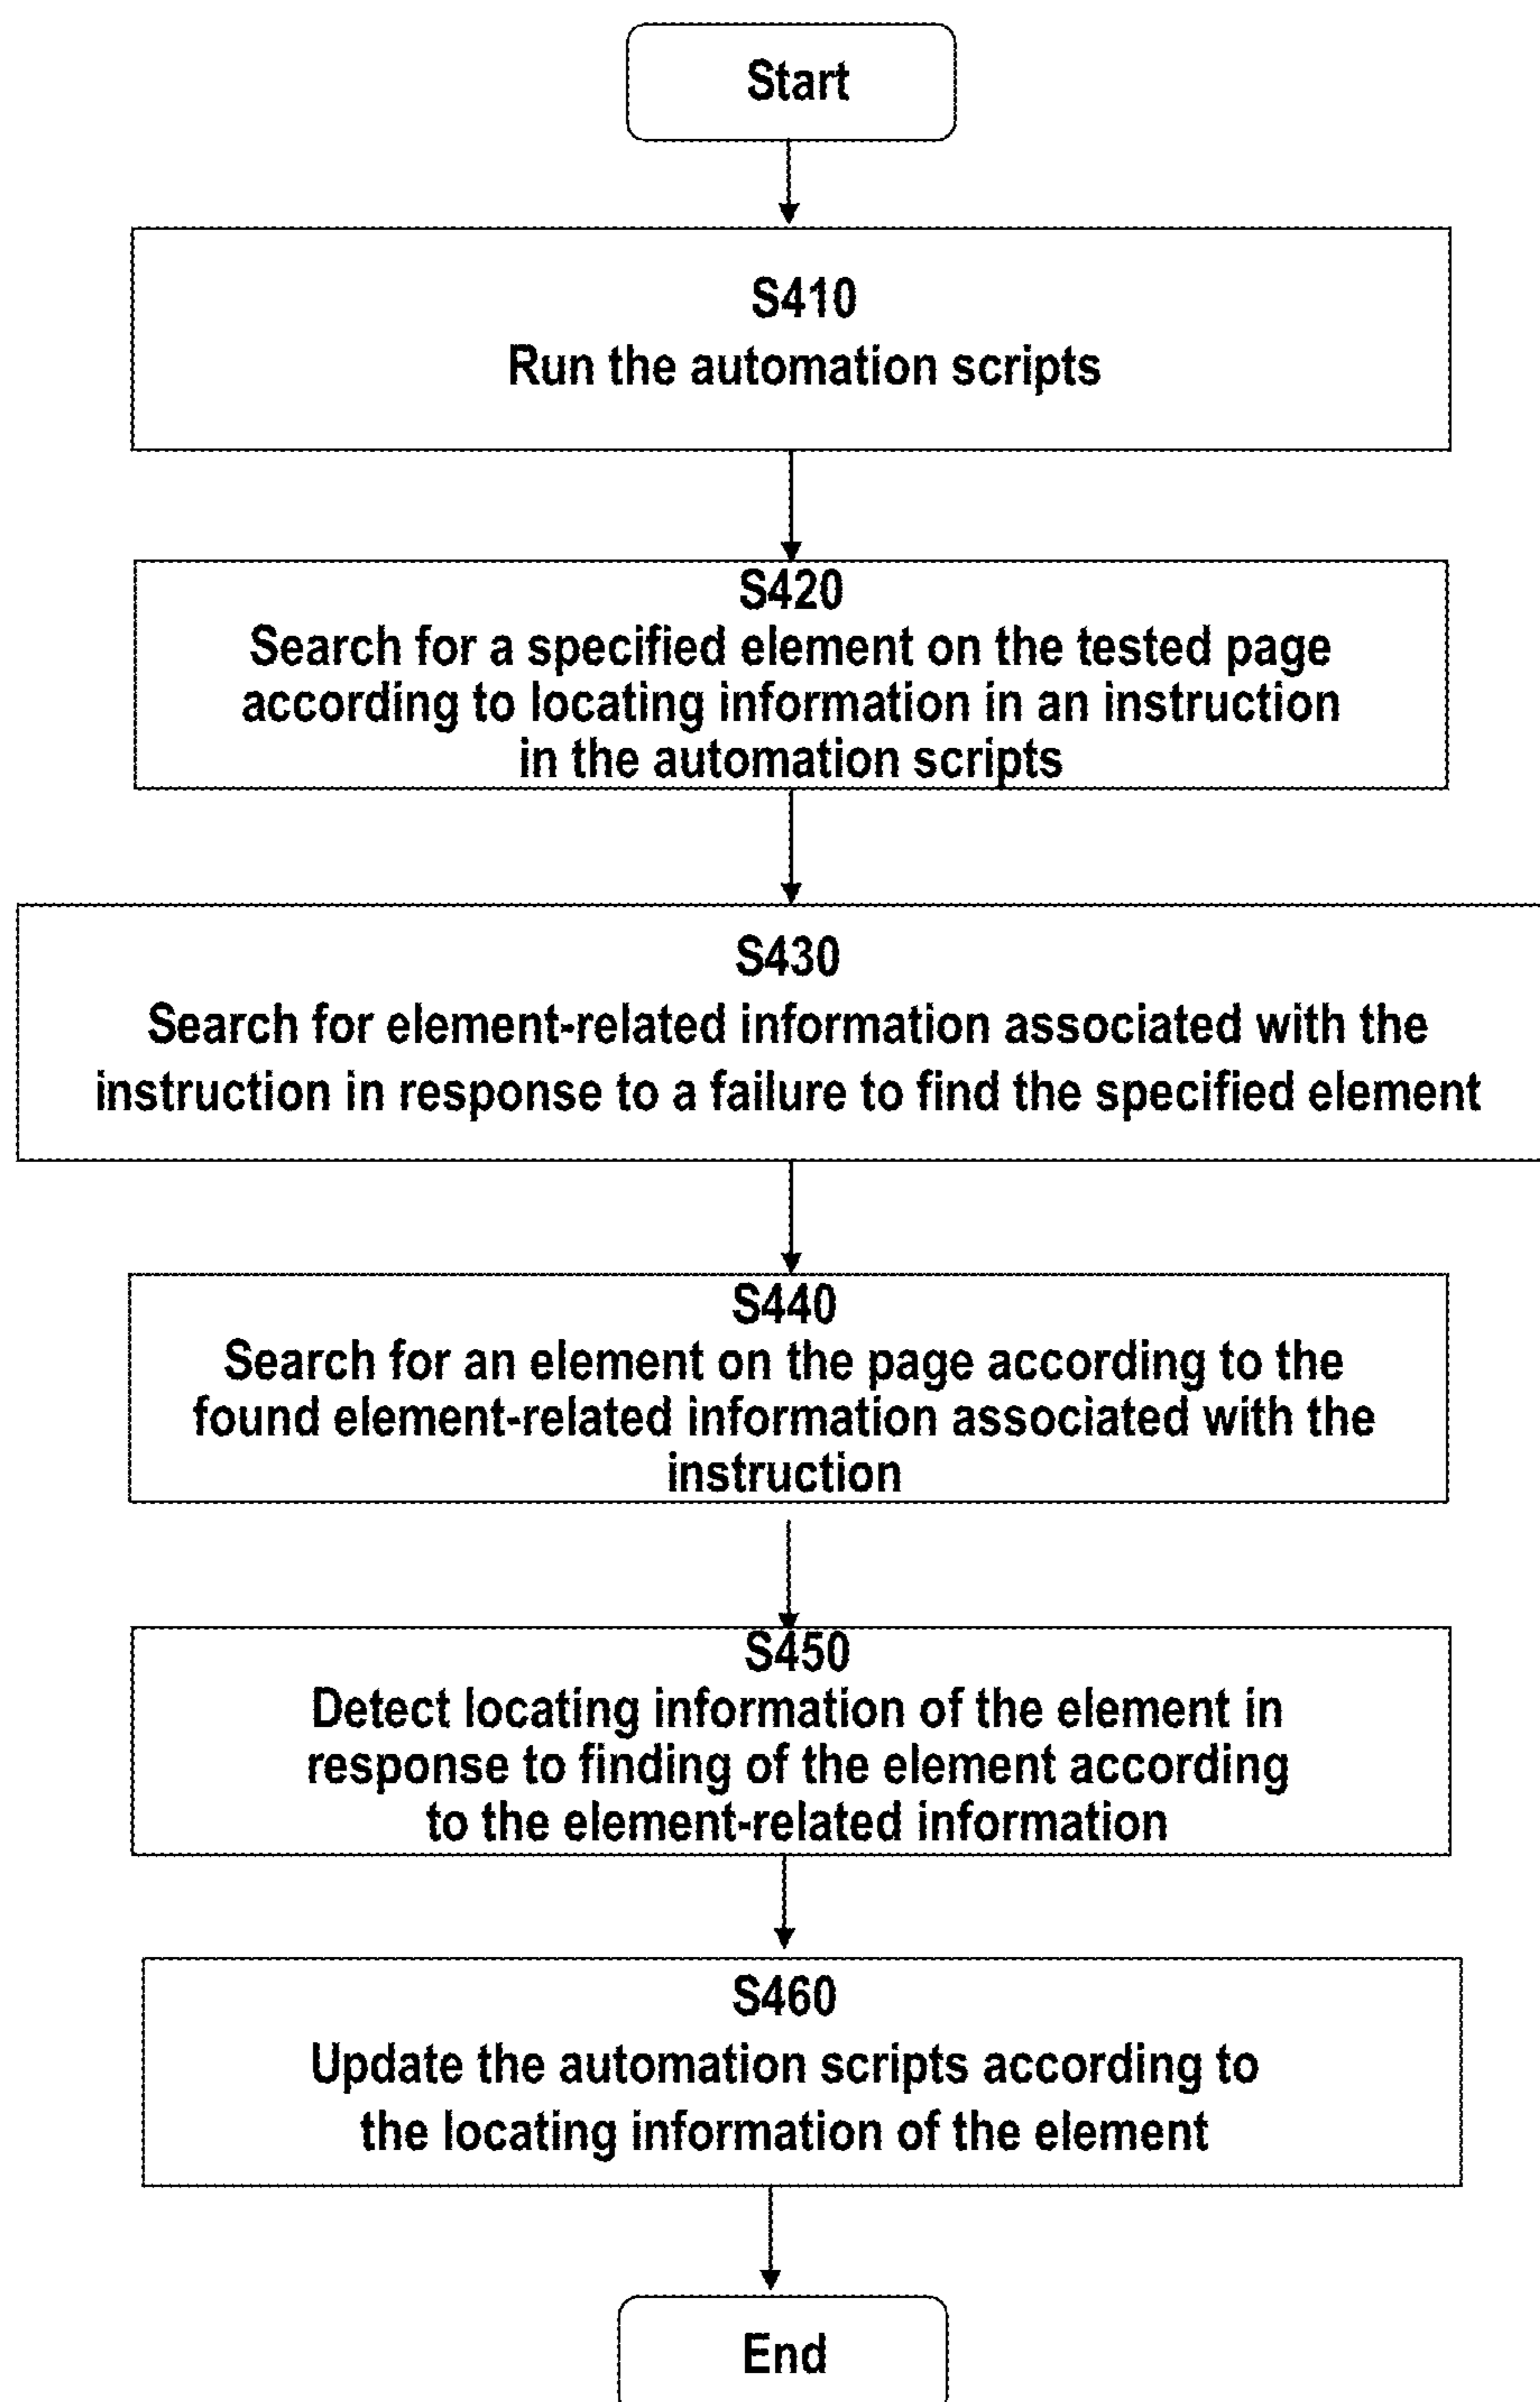 Start
S410
Run the automation scripts
S420
Search for a specified element on the tested page
according to locating information in an instruction
in the automation scripts
S430
Search for element-related information associated with the
instruction in response to a failure to find the specified element
S440
Search for an element on the page according to the
found element-related information associated with the
instruction
S450
Detect locating information of the element in
response to finding of the element according
to the element-related information
S460
Update the automation scripts according to
the locating information of the element
End